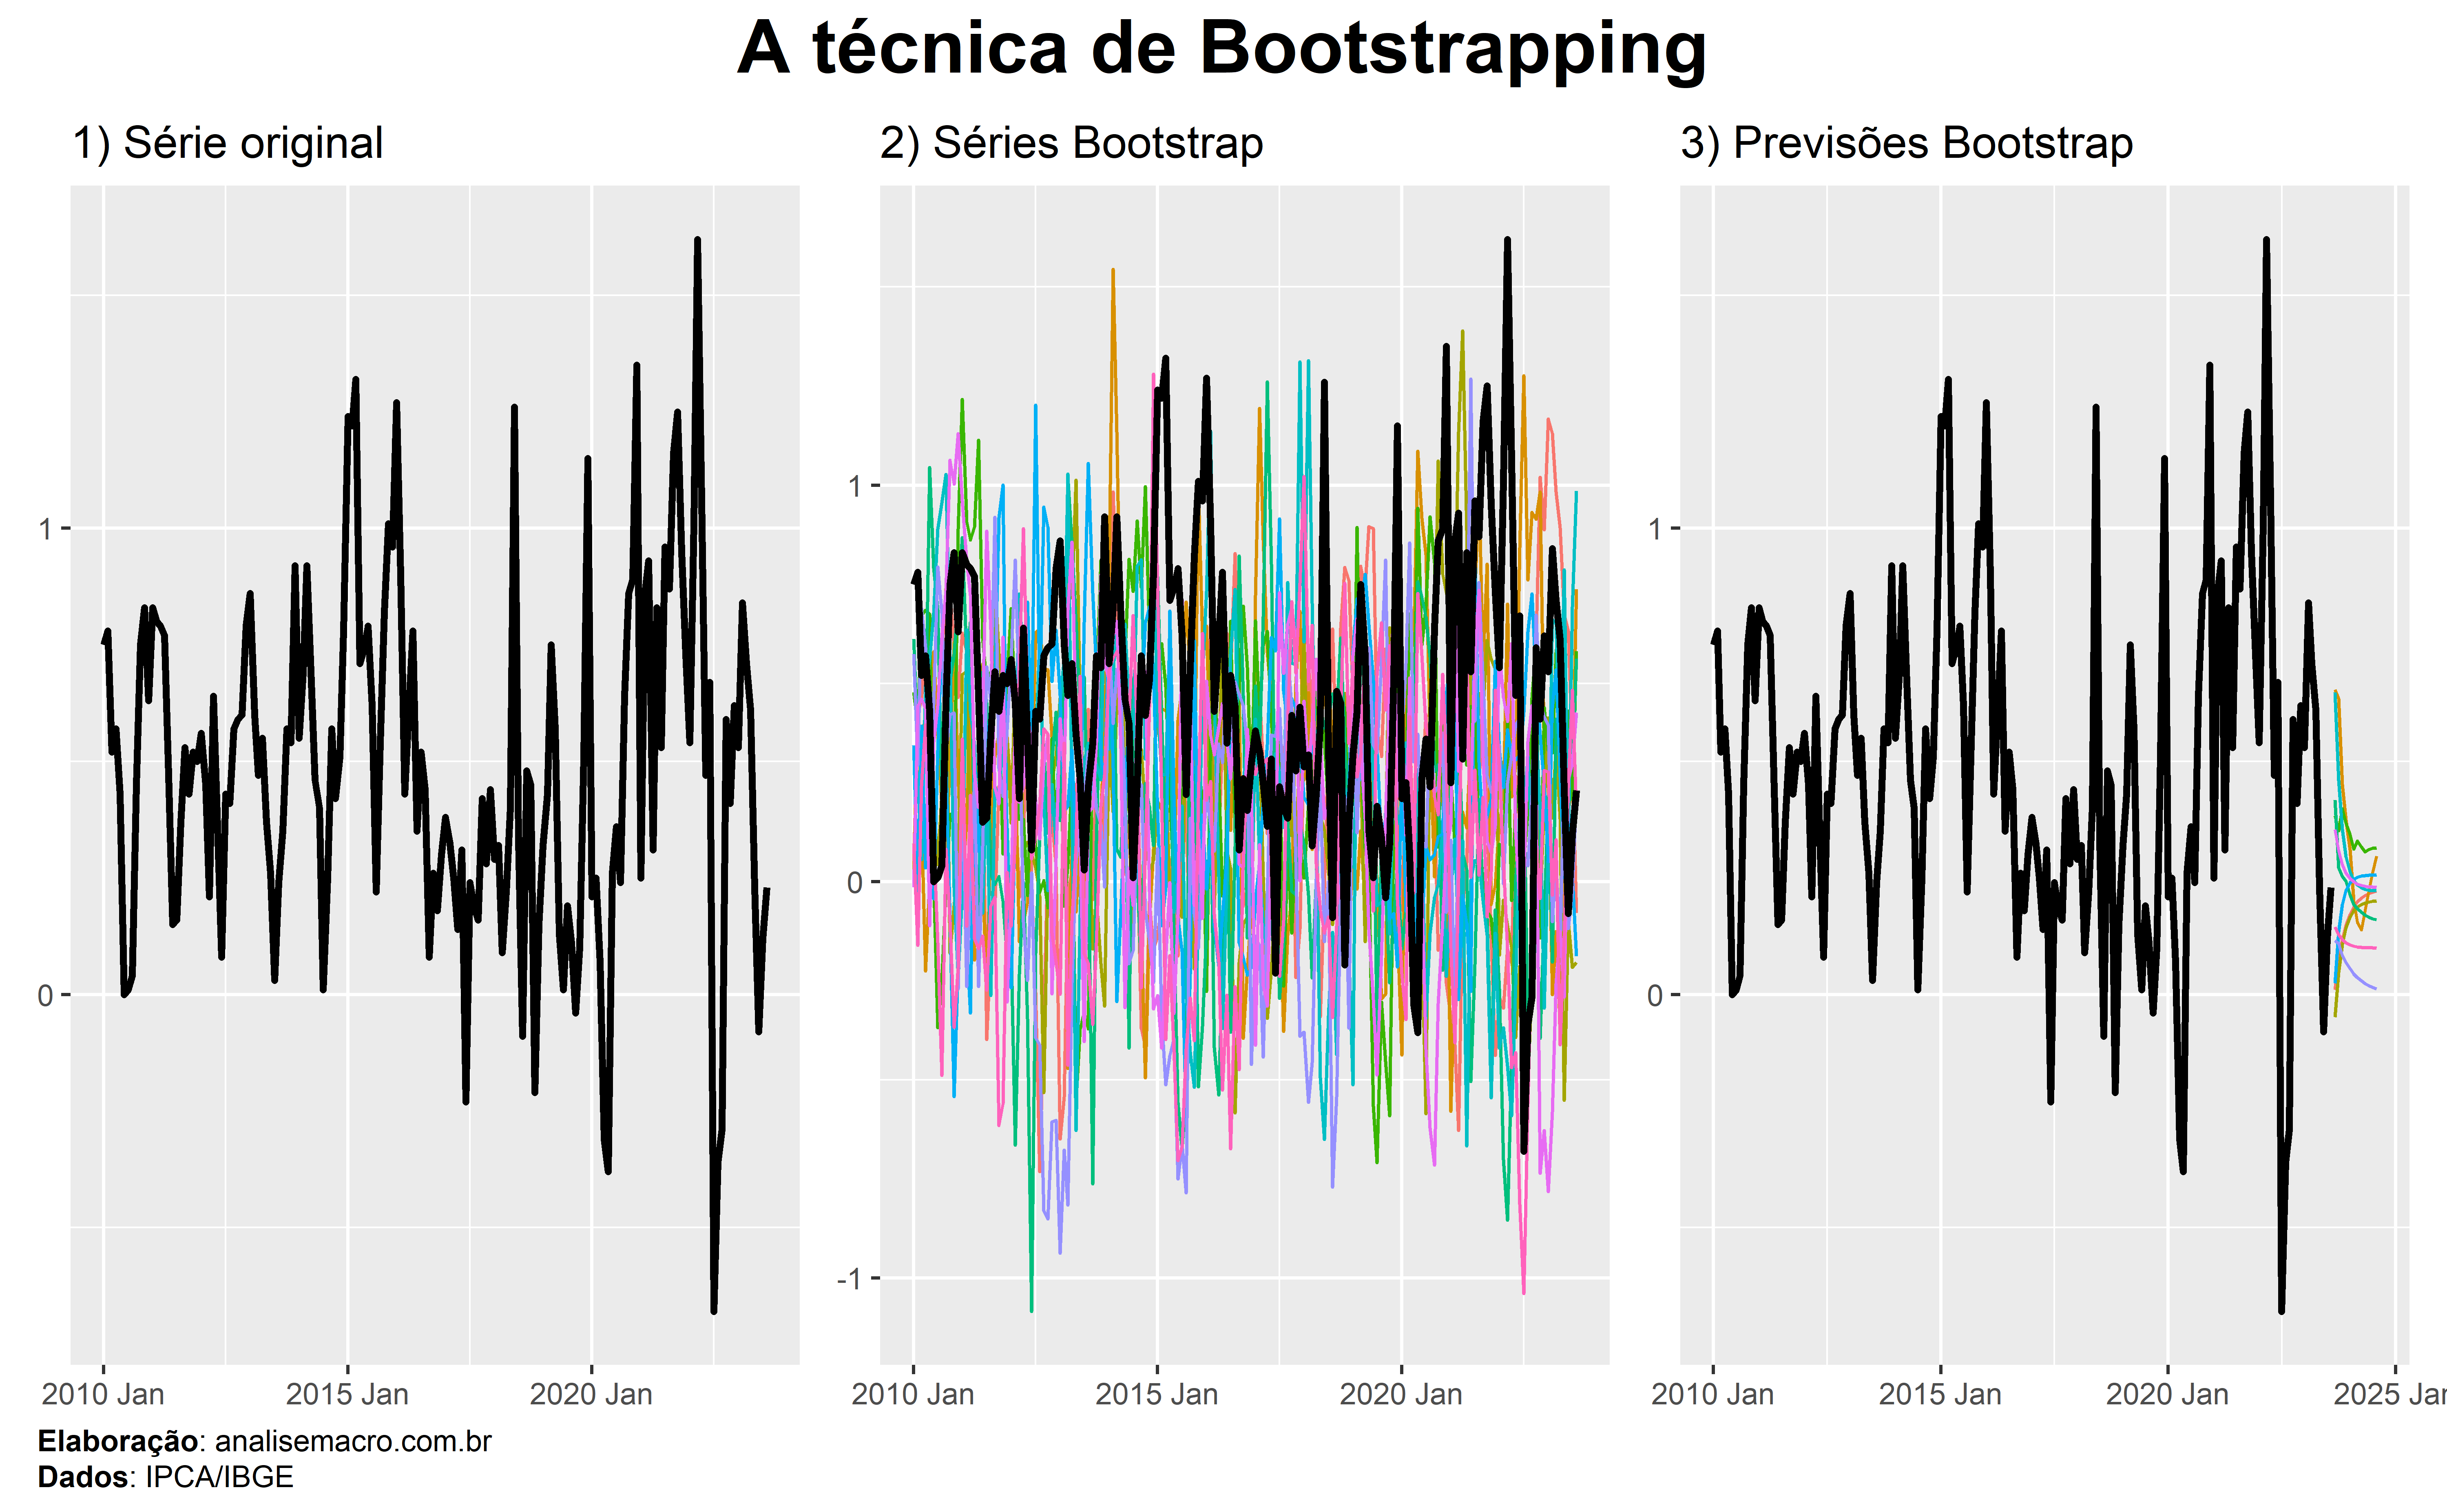 A técnica de Bootstrapping
1) Série original
1
0
2010 Jan
2015 Jan
2020 Jan
2) Séries Bootstrap
1
0
-1
2010 Jan
2015 Jan
2020 Jan
3) Previsões Bootstrap
1
0
2010 Jan
2015 Jan
2020 Jan
2025 Jan
Elaboração: analisemacro.com.br
Dados: IPCA/IBGE